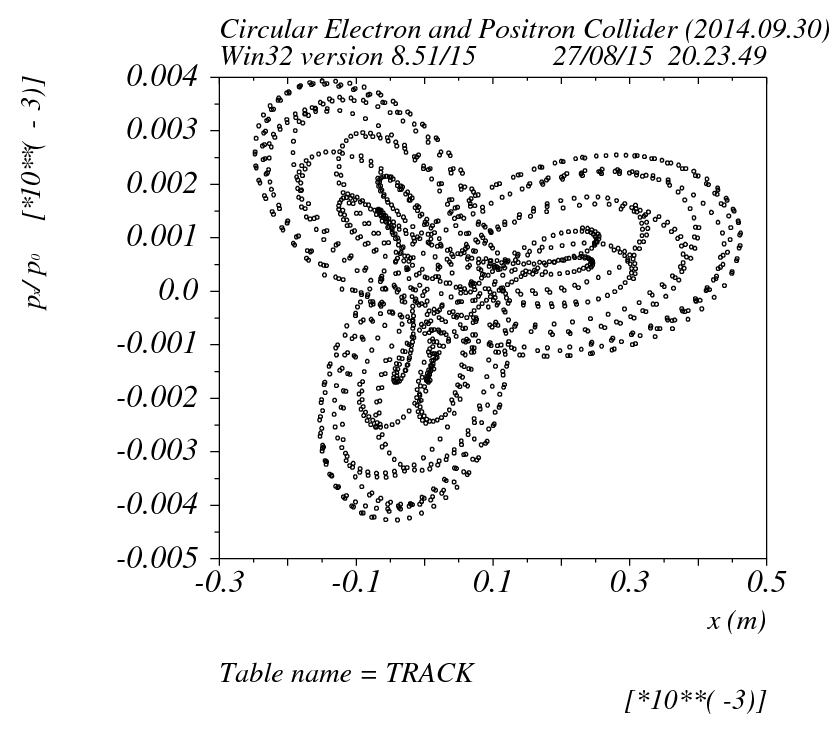 Circular Electron and Positron Collider (2014.09.30)
Win32 version 8.51/15 27/08/15 20.23.49
px/ p0 [*10**( - 3)]
0.004
0.003
0.002
0.001
0.0
-0.001
-0.002
-0.003
-0.004
-0.005
-0.3 -0.1 0.1 0.3 0.5
x (m)
Table name = TRACK
[*10**( -3)]